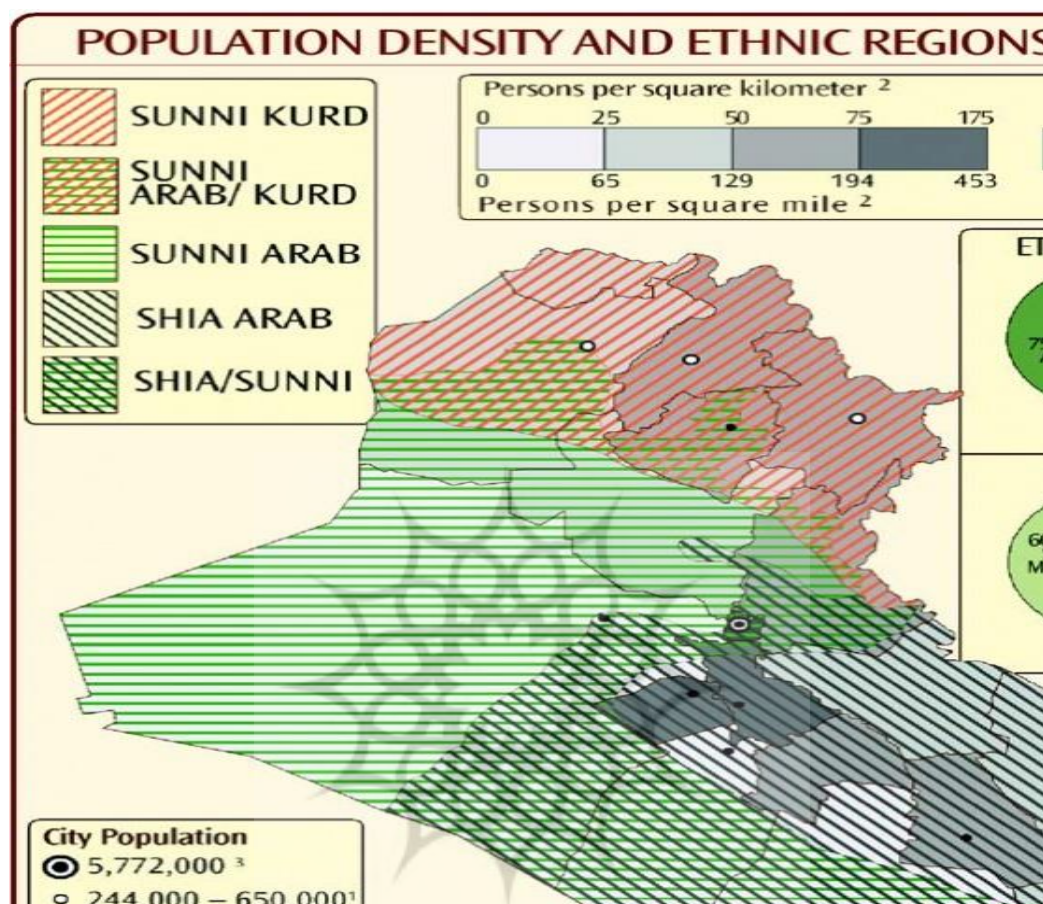 POPULATION DENSITY AND ETHNIC REGIONS
SUNNI KURD
SUNNI
ARAB/ KURD
SUNNI ARAB
SHIA ARAB
SHIA/SUNNI
Persons per square kilometer ²
0 25 50 75 175
0 65 129 194 453
Persons per square mile ²
City Population
5,772,000 ³
244,000 – 650,000¹